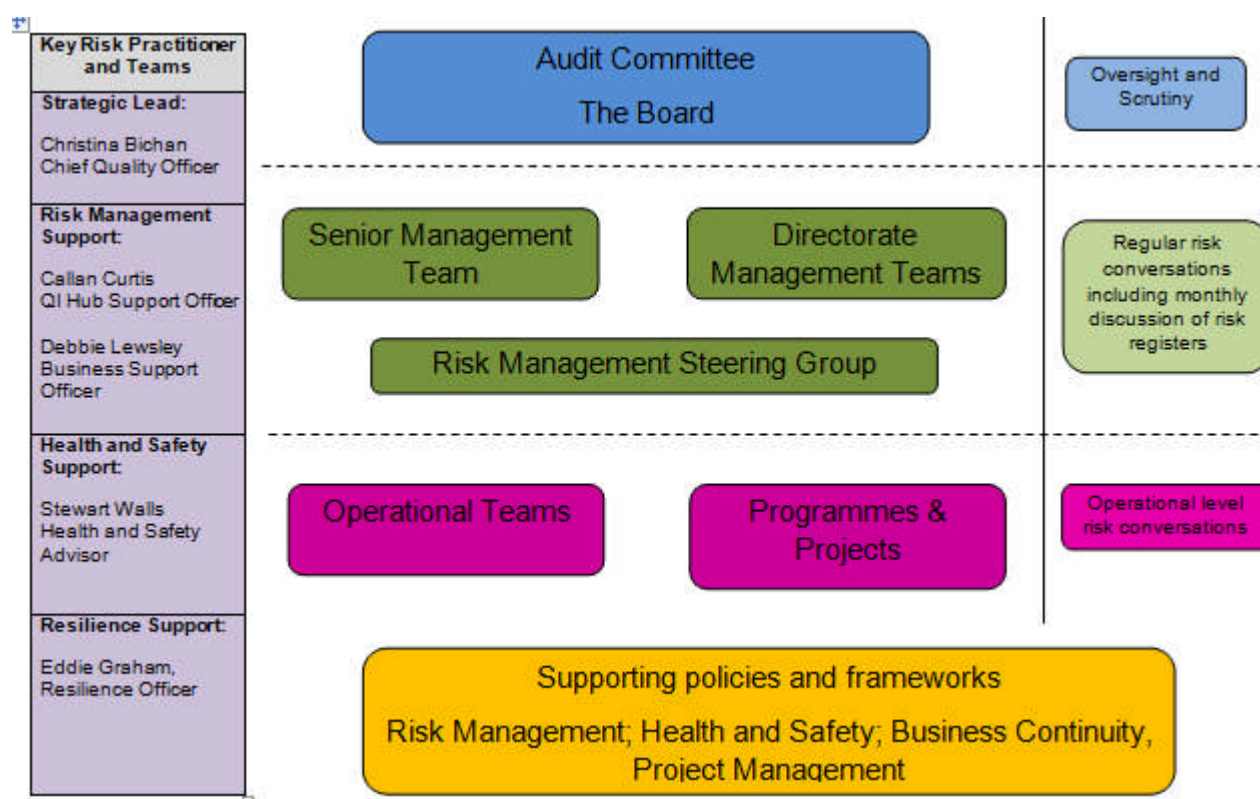 Key Risk Practitioner
and Teams
Strategic Lead:
Christina Bichan
Chief Quality Officer
Risk Management
Support:
Callan Curtis
QI Hub Support Officer
Debbie Lewsley
Business Support
Officer
Health and Safety
Support:
Stewart Walls
Health and Safety
Advisor
Resilience Support:
Eddie Graham,
Resilience Officer
Audit Committee
The Board
Oversight and
Scrutiny
Senior Management
Team
Directorate
Management Teams
Risk Management Steering Group
Regular risk
conversations
including monthly
discussion of risk
registers
Operational Teams
Programmes &
Projects
Operational level
risk conversations
Supporting policies and frameworks
Risk Management; Health and Safety; Business Continuity,
Project Management